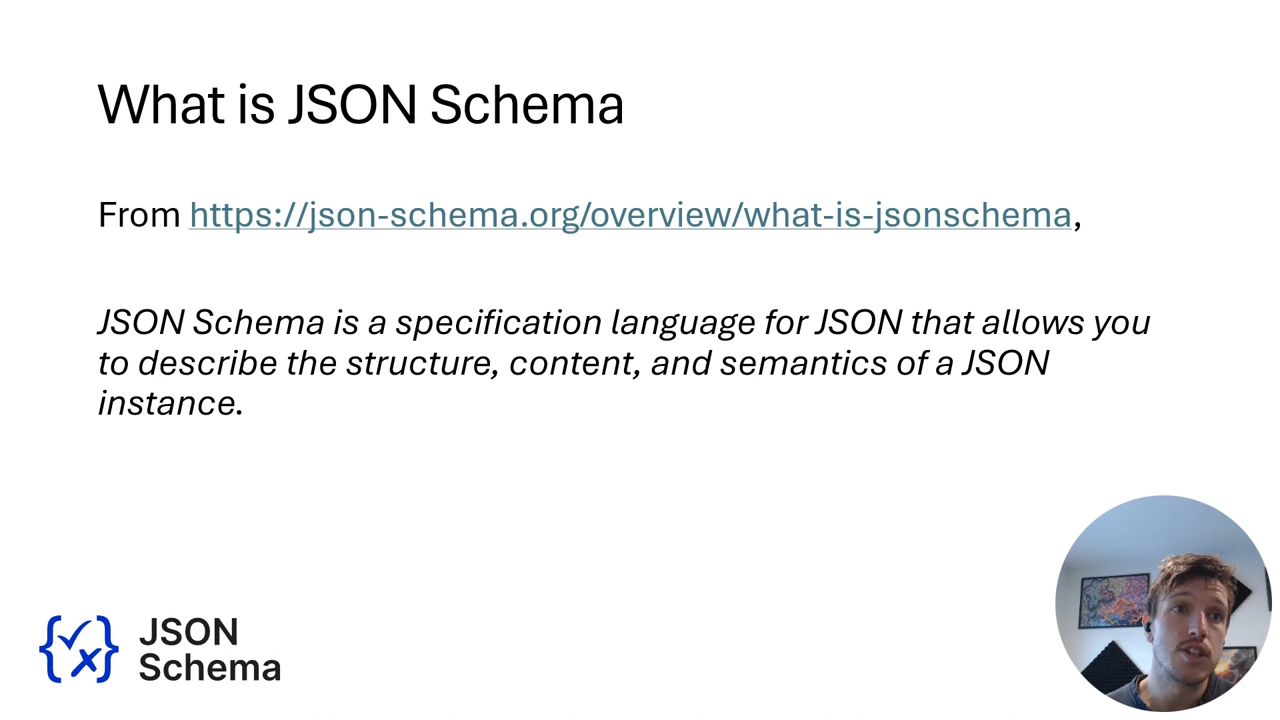 What is JSON Schema
From https://json-schema.org/overview/what-is-jsonschema,
JSON Schema is a specification language for JSON that allows you
to describe the structure, content, and semantics of a JSON
instance.
JSON
Schema